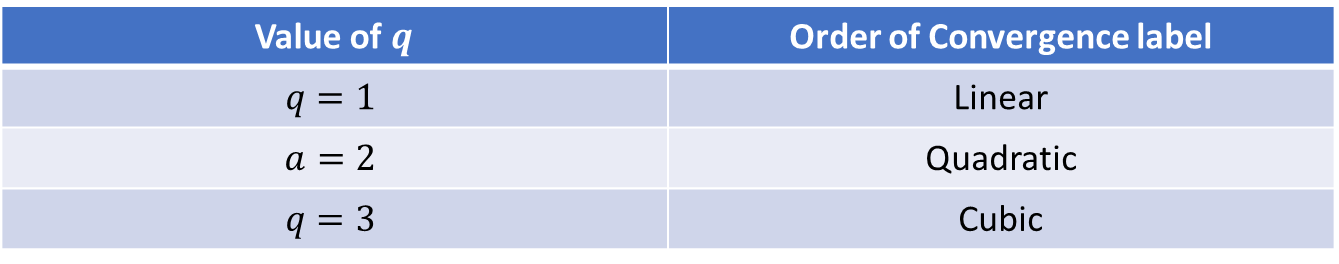 Value of q Order of Convergence label
q = 1 Linear
a = 2 Quadratic
q = 3 Cubic